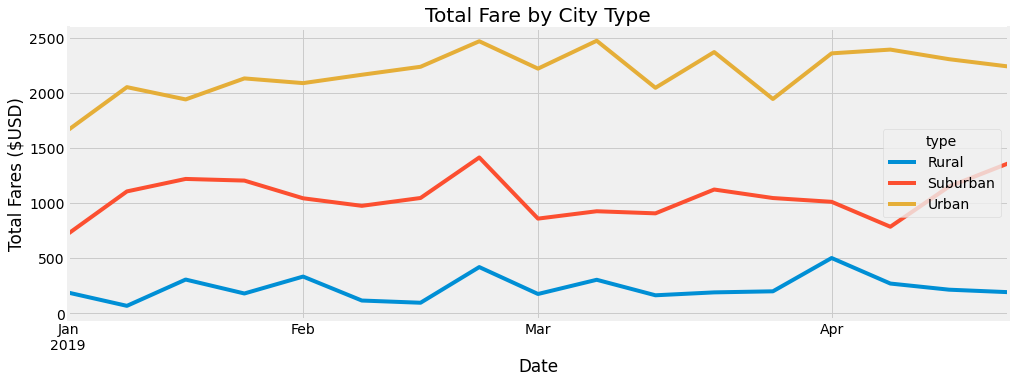 Total Fare by City Type
Total Fares ($USD)
2500
2000
1500
1000
500
0
type
Rural
Suburban
Urban
Jan
2019
Feb
Mar
Apr
Date